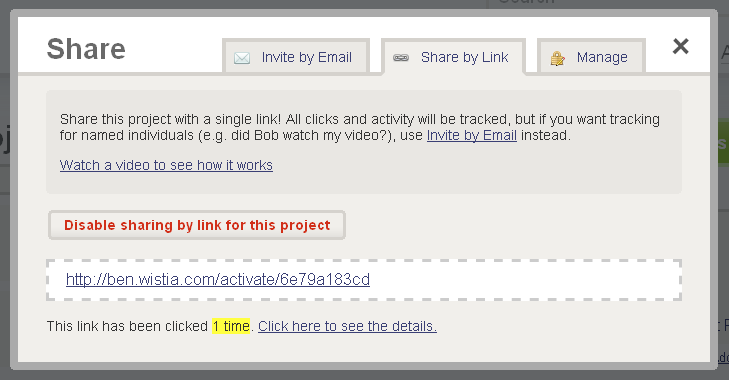 Search
Share
Invite by Email
Share by Link
Manage
Share this project with a single link! All clicks and activity will be tracked, but if you want tracking
for named individuals (e.g. did Bob watch my video?), use Invite by Email instead.
Watch a video to see how it works
Disable sharing by link for this project
http://ben.wistia.com/activate/6e79a183cd
This link has been clicked 1 time. Click here to see the details.